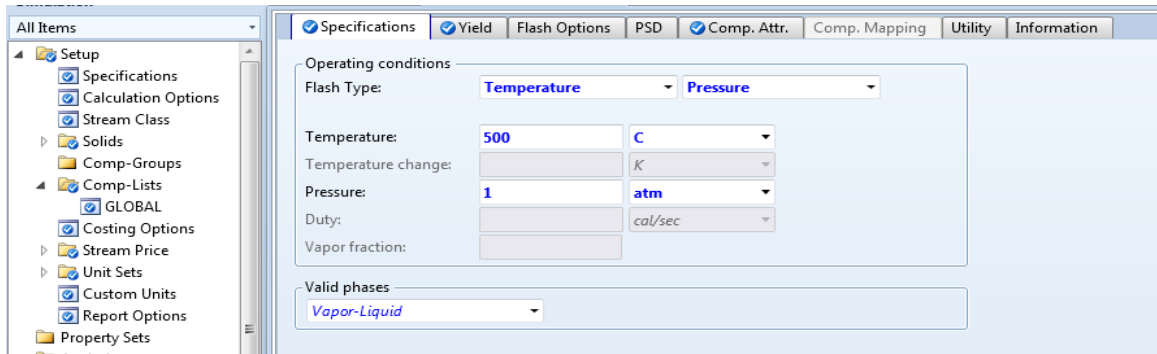 All Items
Setup
Specifications
Calculation Options
Stream Class
Solids
Comp-Groups
Comp-Lists
GLOBAL
Costing Options
Stream Price
Unit Sets
Custom Units
Report Options
Property Sets
Specifications Yield Flash Options PSD Comp. Attr. Comp. Mapping Utility Information
Operating conditions
Flash Type: Temperature Pressure
Temperature: 500 C
Temperature change: K
Pressure: 1 atm
Duty: cal/sec
Vapor fraction:
Valid phases
Vapor-Liquid